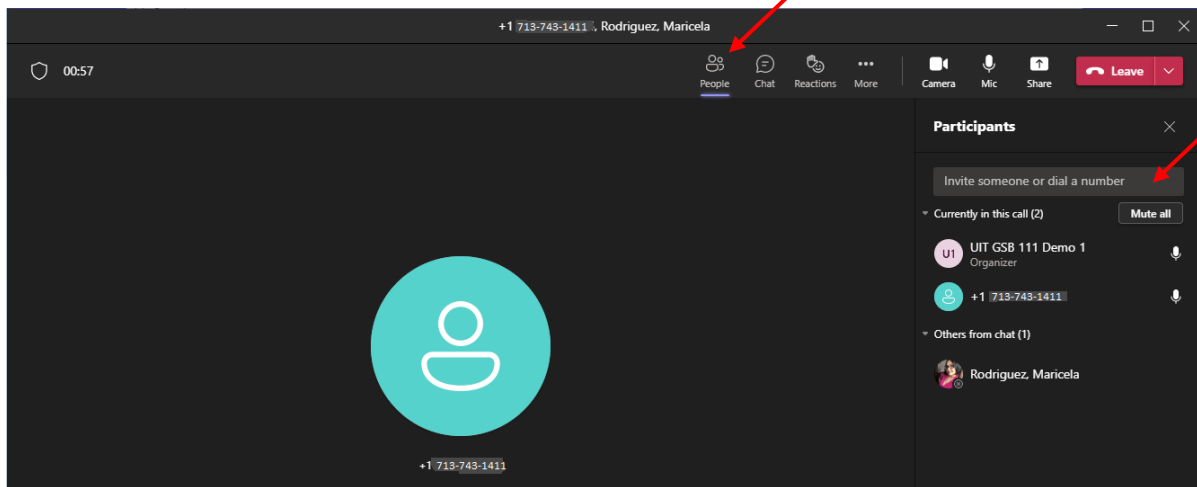 +1 713-743-1411, Rodriguez, Maricela
00:57
People Chat Reactions More Camera Mic Share Leave
Participants
Invite someone or dial a number
Currently in this call (2) Mute all
U1 UIT GSB 111 Demo 1
Organizer
+1 713-743-1411
Others from chat (1)
Rodriguez, Maricela
+1 713-743-1411